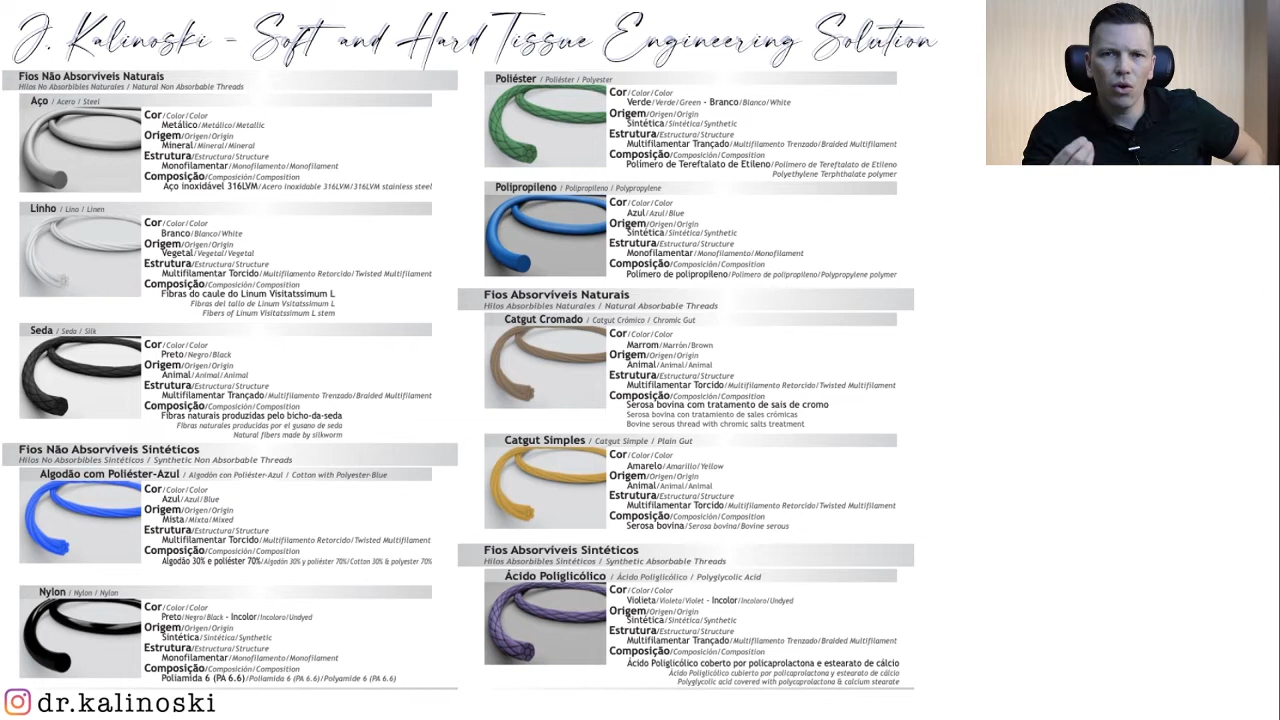 J. Kalinoski - Soft and Hard Tissue Engineering Solution
Fios Não Absorvíveis Naturais
Hilos No Absorbibles Naturales / Natural Non Absorbable Threads
Aço / Acero / Steel
Cor/Color/Color
Metálico/Metálico/Metallic
Origem/Origen/Origin
Mineral/Mineral/Mineral
Estrutura/Estructura/Structure
Monofilamentar/Monofilamento/Monofilament
Composição/Composición/Composition
Aço inoxidável 316LVM/Acero inoxidable 316LVM/316LVM stainless steel
Linho / Lino / Linen
Cor/Color/Color
Branco/Blanco/White
Origem/Origen/Origin
Vegetal/Vegetal/Vegetal
Estrutura/Estructura/Structure
Multifilamentar Torcido/Multifilamento Retorcido/Twisted Multifilament
Composição/Composición/Composition
Fibras do caule do Linum Visitatssimum L
Fibras del tallo de Linum Vsitatssimum L
Fibers of Linum Visitatssimum L stem
Seda / Seda / Silk
Cor/Color/Color
Preto/Negro/Black
Origem/Origen/Origin
Animal/Animal/Animal
Estrutura/Estructura/Structure
Multifilamentar Trançado/Multifilamento Trenzado/Braided Multifilament
Composição/Composición/Composition
Fibras naturais produzidas pelo bicho-da-seda
Fibras naturales producidas por el gusano de seda
Natural fibers made by silkworm
Fios Não Absorvíveis Sintéticos
Hilos No Absorbibles Sintéticos / Synthetic Non Absorbable Threads
Algodão com Poliéster-Azul / Algodón con Poliéster-Azul / Cotton with Polyester-Blue
Cor/Color/Color
Azul/Azul/Blue
Origem/Origen/Origin
Mista/Mixta/Mixed
Estrutura/Estructura/Structure
Multifilamentar Torcido/Multifilamento Retorcido/Twisted Multifilament
Composição/Composición/Composition
Algodão 30% e poliéster 70%/Algodón 30% y poliéster 70%/Cotton 30% & polyester 70%
Nylon / Nylon / Nylon
Cor/Color/Color
Preto/Negro/Black - Incolor/Incoloro/Undyed
Origem/Origen/Origin
Sintética/Sintética/Synthetic
Estrutura/Estructura/Structure
Monofilamentar/Monofilamento/Monofilament
Composição/Composición/Composition
Poliamida 6 (PA 6.6)/Poliamida 6 (PA 6.6)/Polyamide 6 (PA 6.6)
Poliéster / Poliéster / Polyester
Cor/Color/Color
Verde/Verde/Green - Branco/Blanco/White
Origem/Origen/Origin
Sintética/Sintética/Synthetic
Estrutura/Estructura/Structure
Multifilamentar Trançado/Multifilamento Trenzado/Braided Multifilament
Composição/Composición/Composition
Polímero de Tereftalato de Etileno/Polímero de Tereftalato de Etileno
Polyethylene Terphthalate polymer
Polipropileno / Polipropileno / Polypropylene
Cor/Color/Color
Azul/Azul/Blue
Origem/Origen/Origin
Sintética/Sintética/Synthetic
Estrutura/Estructura/Structure
Monofilamentar/Monofilamento/Monofilament
Composição/Composición/Composition
Polímero de polipropileno/Polímero de polipropileno/Polypropylene polymer
Fios Absorvíveis Naturais
Hilos Absorbibles Naturales / Natural Absorbable Threads
Catgut Cromado / Catgut Crómico / Chromic Gut
Cor/Color/Color
Marrom/Marrón/Brown
Origem/Origen/Origin
Animal/Animal/Animal
Estrutura/Estructura/Structure
Multifilamentar Torcido/Multifilamento Retorcido/Twisted Multifilament
Composição/Composición/Composition
Serosa bovina com tratamento de sais de cromo
Serosa bovina con tratamiento de sales crómicas
Bovine serous thread with chromic salts treatment
Catgut Simples / Catgut Simple / Plain Gut
Cor/Color/Color
Amarelo/Amarillo/Yellow
Origem/Origen/Origin
Animal/Animal/Animal
Estrutura/Estructura/Structure
Multifilamentar Torcido/Multifilamento Retorcido/Twisted Multifilament
Composição/Composición/Composition
Serosa bovina/Serosa bovina/Bovine serous
Fios Absorvíveis Sintéticos
Hilos Absorbibles Sintéticos / Synthetic Absorbable Threads
Ácido Poliglicólico / Ácido Poliglicólico / Polyglycolic Acid
Cor/Color/Color
Violieta/Violeta/Violet - Incolor/Incoloro/Undyed
Origem/Origen/Origin
Sintética/Sintética/Synthetic
Estrutura/Estructura/Structure
Multifilamentar Trançado/Multifilamento Trenzado/Braided Multifilament
Composição/Composición/Composition
Ácido Poliglicólico coberto por policaprolactona e estearato de cálcio
Ácido Poliglicólico cubierto por policaprolactona y estearato de cálcio
Polyglycolic acid covered with polycaprolactona & calcium stearate
dr.kalinoski